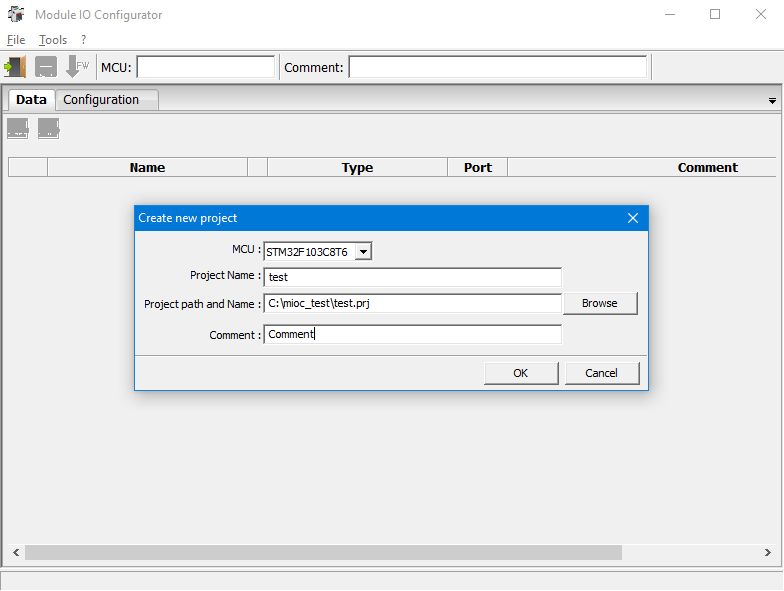 Module IO Configurator
File Tools ?
FW MCU: Comment:
Data Configuration
Name Type Port Comment
Create new project
MCU : STM32F103C8T6
Project Name : test
Project path and Name : C:\mioc_test\test.prj Browse
Comment : Comment
OK Cancel